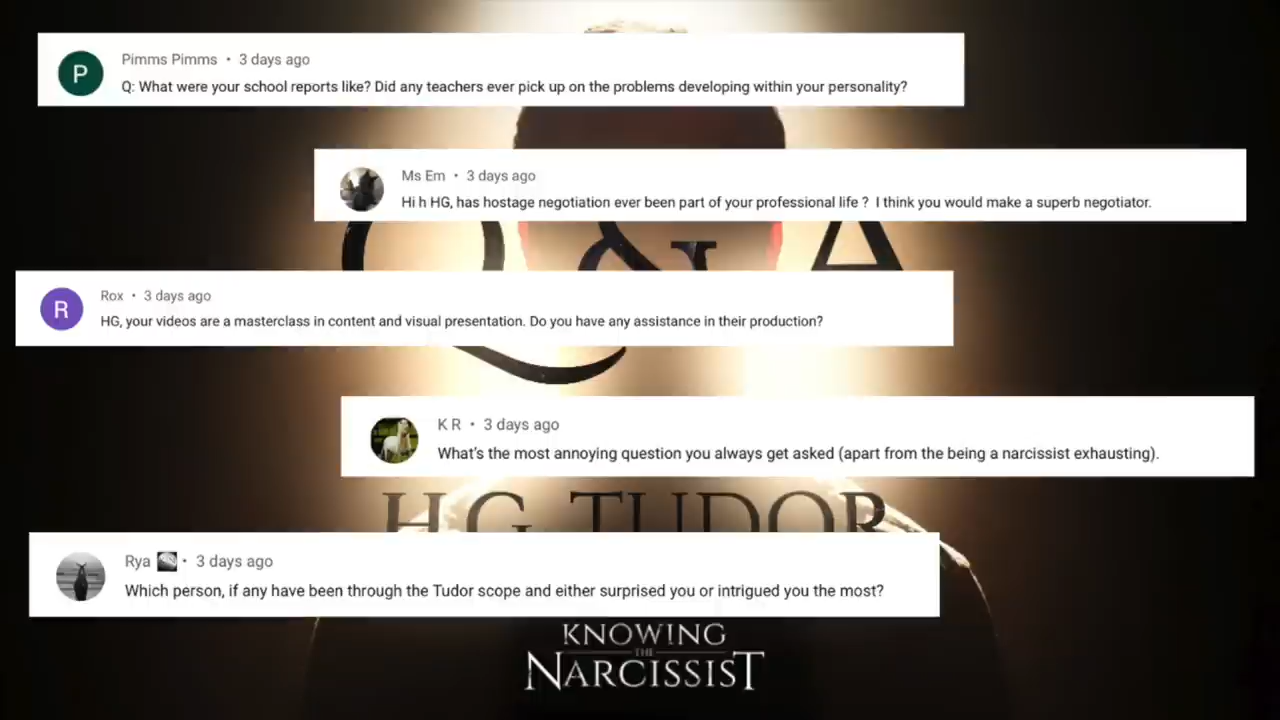 P
Pimms Pimms • 3 days ago
Q: What were your school reports like? Did any teachers ever pick up on the problems developing within your personality?
Ms Em • 3 days ago
Hi h HG, has hostage negotiation ever been part of your professional life ? I think you would make a superb negotiator.
Q & A
R
Rox • 3 days ago
HG, your videos are a masterclass in content and visual presentation. Do you have any assistance in their production?
K R • 3 days ago
What's the most annoying question you always get asked (apart from the being a narcissist exhausting).
HG TUDOR
Rya • 3 days ago
Which person, if any have been through the Tudor scope and either surprised you or intrigued you the most?
KNOWING
THE
NARCISSIST